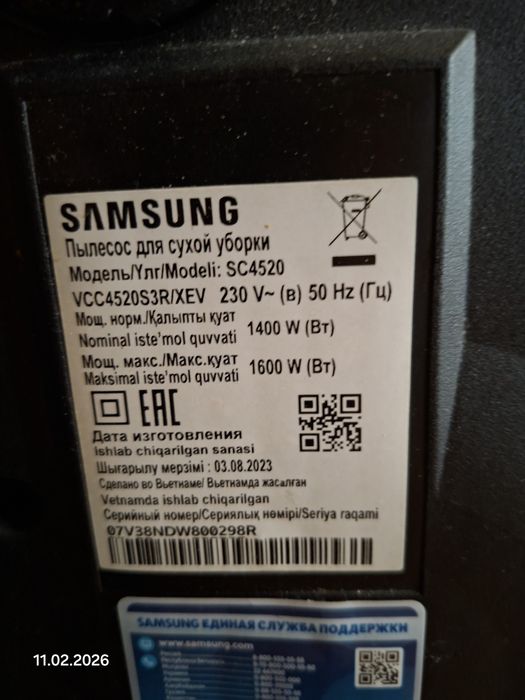 SAMSUNG
Пылесос для сухой уборки
Модель/Үлг/Modeli: SC4520
VCC4520S3R/XEV 230 V~ (в) 50 Hz (Гц)
Мощ. норм./Қалыпты қуат
Nominal iste'mol quvvati 1400 W (Вт)
Мощ. макс./Макс.қуат
Maksimal iste'mol quvvati 1600 W (Вт)
EAC
Дата изготовления
Ishlab chiqarilgan sanasi
Шығарылу мерзімі : 03.08.2023
Сделано во Вьетнаме/ Вьетнамда жасалған
Vetnamda ishlab chiqarilgan
Серийный номер/Сериялық нөмірі/Seriya raqami
07V38NDW800298R
SAMSUNG ЕДИНАЯ СЛУЖБА ПОДДЕРЖКИ
www.samsung.com
Россия
11.02.2026